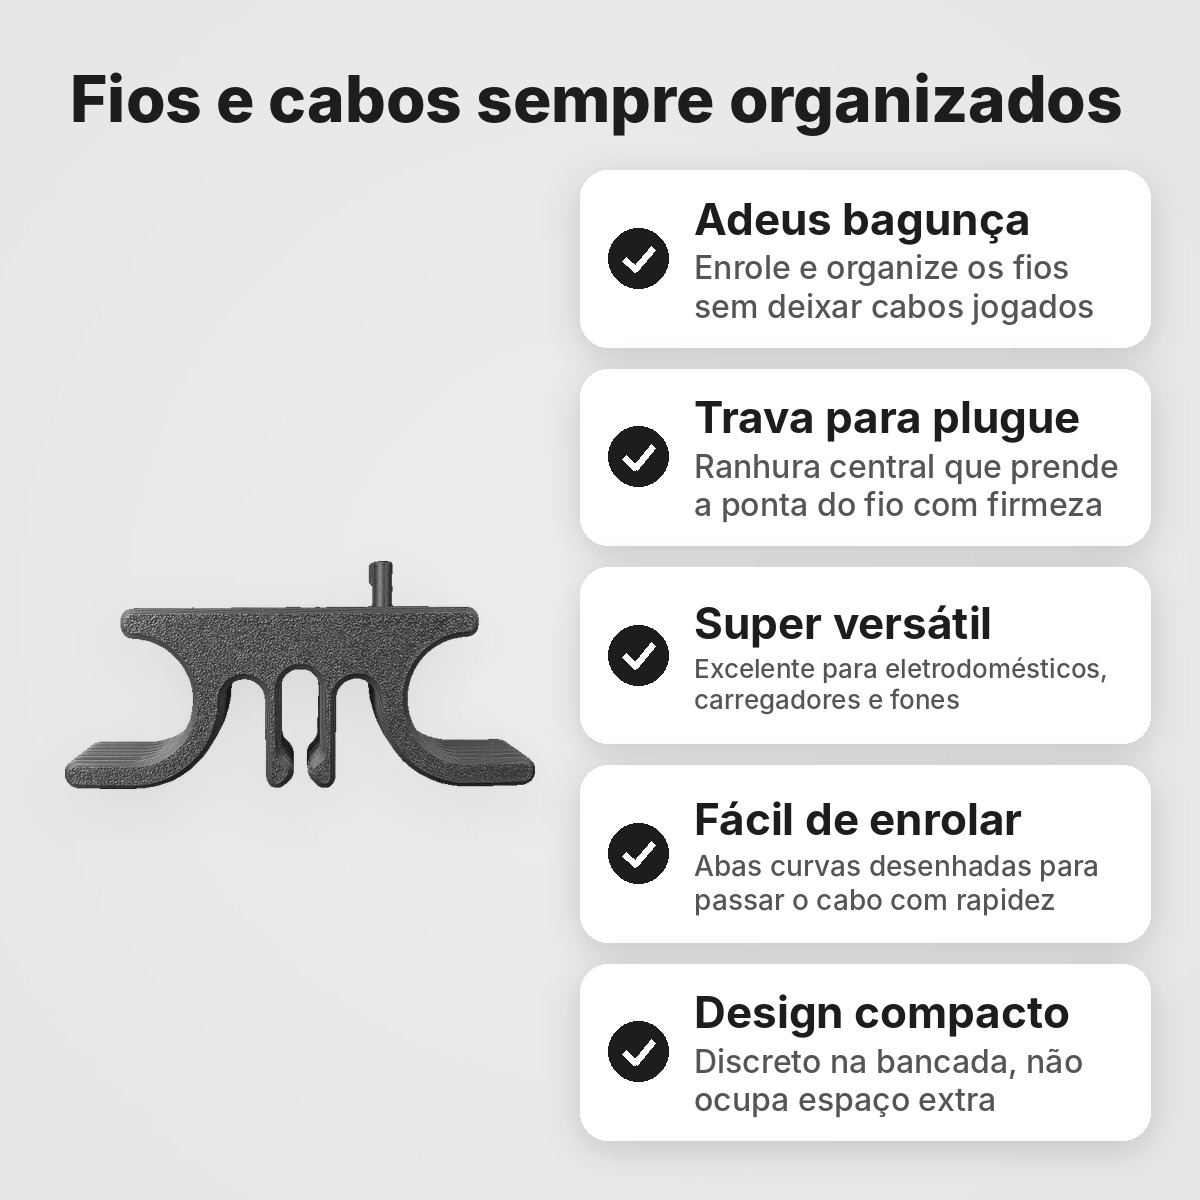 Fios e cabos sempre organizados
Adeus bagunça
Enrole e organize os fios
sem deixar cabos jogados
Trava para plugue
Ranhura central que prende
a ponta do fio com firmeza
Super versátil
Excelente para eletrodomésticos,
carregadores e fones
Fácil de enrolar
Abas curvas desenhadas para
passar o cabo com rapidez
Design compacto
Discreto na bancada, não
ocupa espaço extra